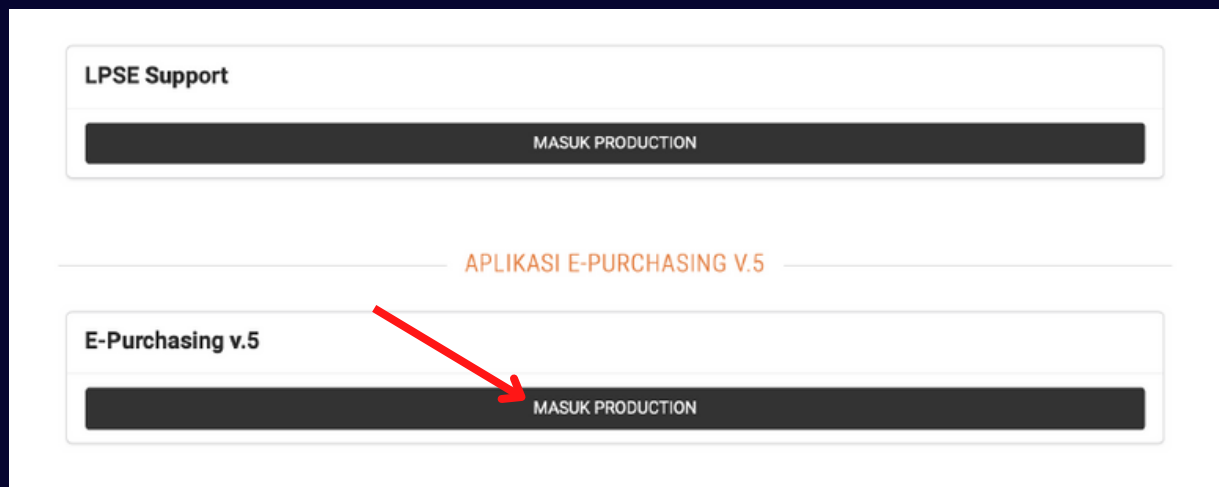 LPSE Support
MASUK PRODUCTION
APLIKASI E-PURCHASING V.5
E-Purchasing v.5
MASUK PRODUCTION